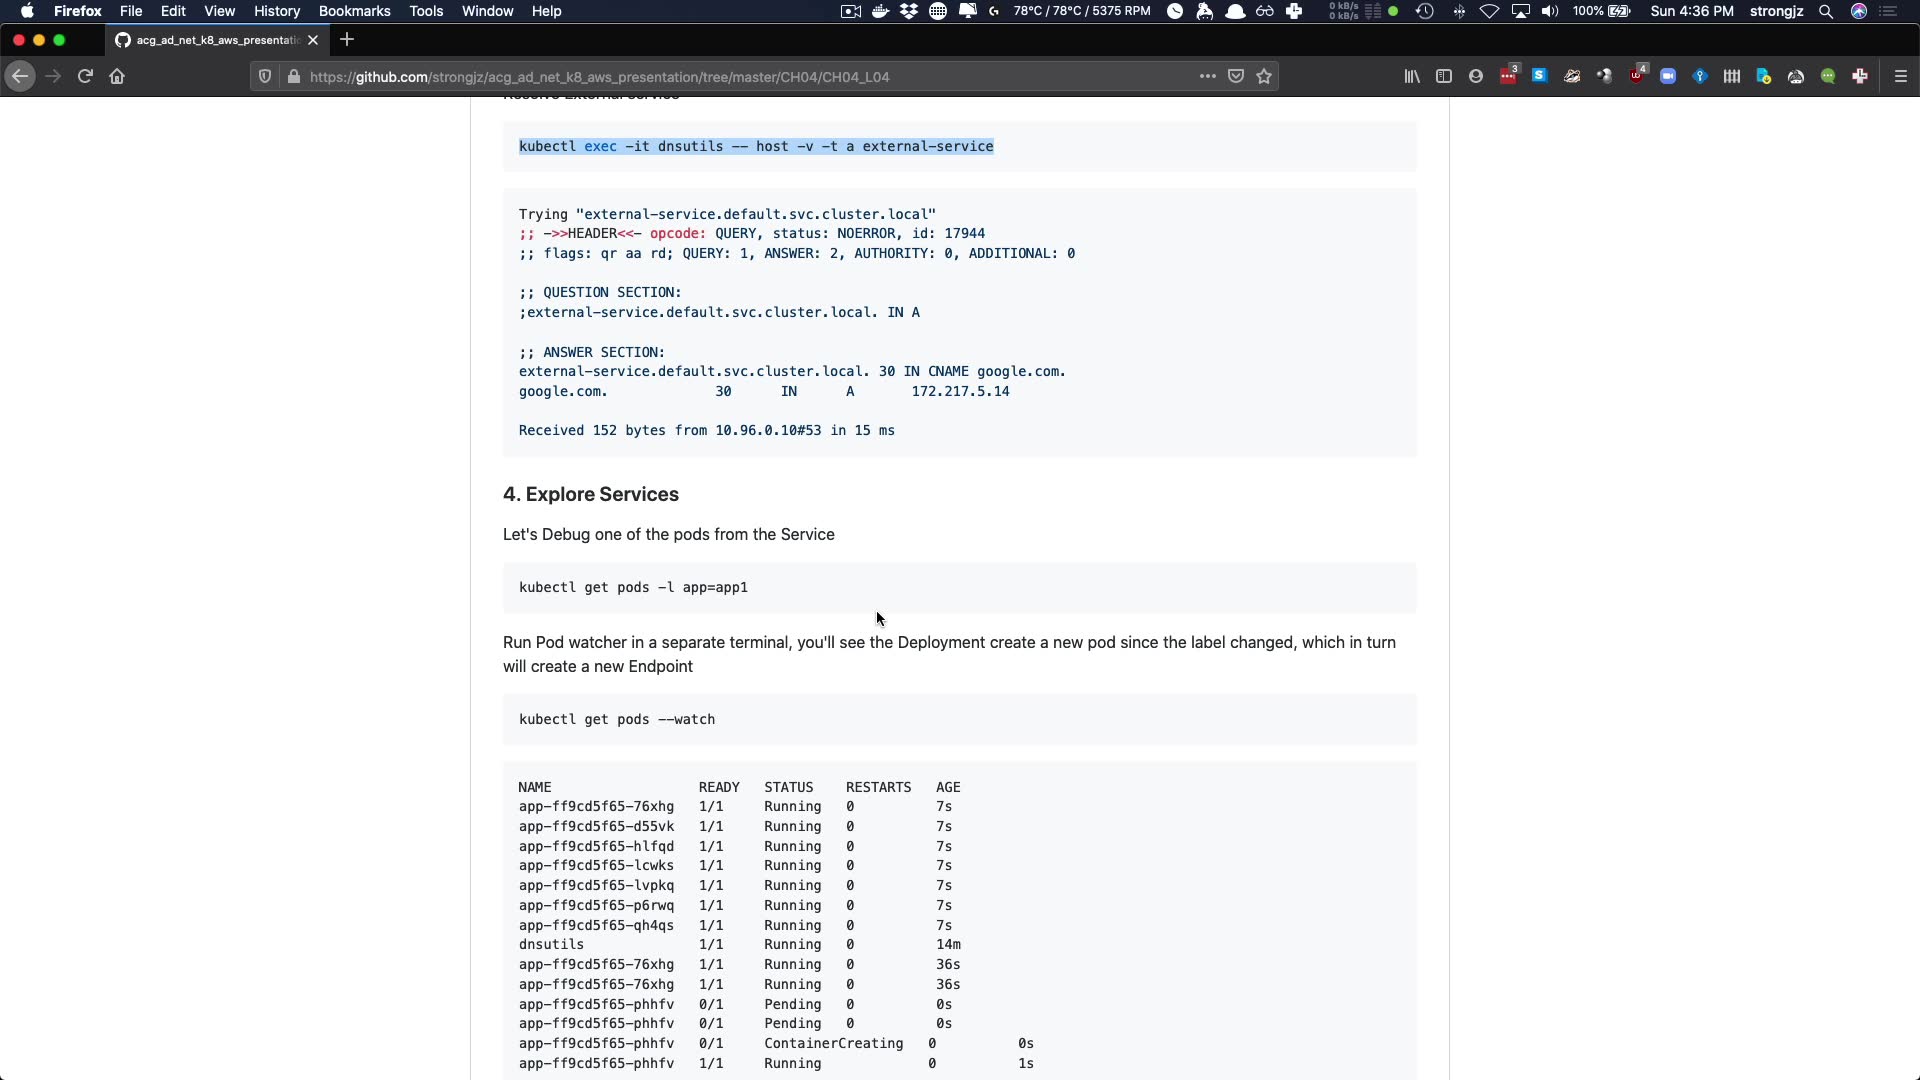 Firefox File Edit View History Bookmarks Tools Window Help
0 kB/s
0 kB/s
78°C / 78°C / 5375 RPM
100%
Sun 4:36 PM strongjz
acg_ad_net_k8_aws_presentatio
https://github.com/strongjz/acg_ad_net_k8_aws_presentation/tree/master/CH04/CH04_L04
3
4
kubectl exec -it dnsutils -- host -v -t a external-service
Trying "external-service.default.svc.cluster.local"
;; ->>HEADER<<- opcode: QUERY, status: NOERROR, id: 17944
;; flags: qr aa rd; QUERY: 1, ANSWER: 2, AUTHORITY: 0, ADDITIONAL: 0
;; QUESTION SECTION:
;external-service.default.svc.cluster.local. IN A
;; ANSWER SECTION:
external-service.default.svc.cluster.local. 30 IN CNAME google.com.
google.com. 30 IN A 172.217.5.14
Received 152 bytes from 10.96.0.10#53 in 15 ms
4. Explore Services
Let's Debug one of the pods from the Service
kubectl get pods -l app=app1
Run Pod watcher in a separate terminal, you'll see the Deployment create a new pod since the label changed, which in turn
will create a new Endpoint
kubectl get pods --watch
NAME READY STATUS RESTARTS AGE
app-ff9cd5f65-76xhg 1/1 Running 0 7s
app-ff9cd5f65-d55vk 1/1 Running 0 7s
app-ff9cd5f65-hlfqd 1/1 Running 0 7s
app-ff9cd5f65-lcwks 1/1 Running 0 7s
app-ff9cd5f65-lvpkq 1/1 Running 0 7s
app-ff9cd5f65-p6rwq 1/1 Running 0 7s
app-ff9cd5f65-qh4qs 1/1 Running 0 7s
dnsutils 1/1 Running 0 14m
app-ff9cd5f65-76xhg 1/1 Running 0 36s
app-ff9cd5f65-76xhg 1/1 Running 0 36s
app-ff9cd5f65-phhfv 0/1 Pending 0 0s
app-ff9cd5f65-phhfv 0/1 Pending 0 0s
app-ff9cd5f65-phhfv 0/1 ContainerCreating 0 0s
app-ff9cd5f65-phhfv 1/1 Running 0 1s